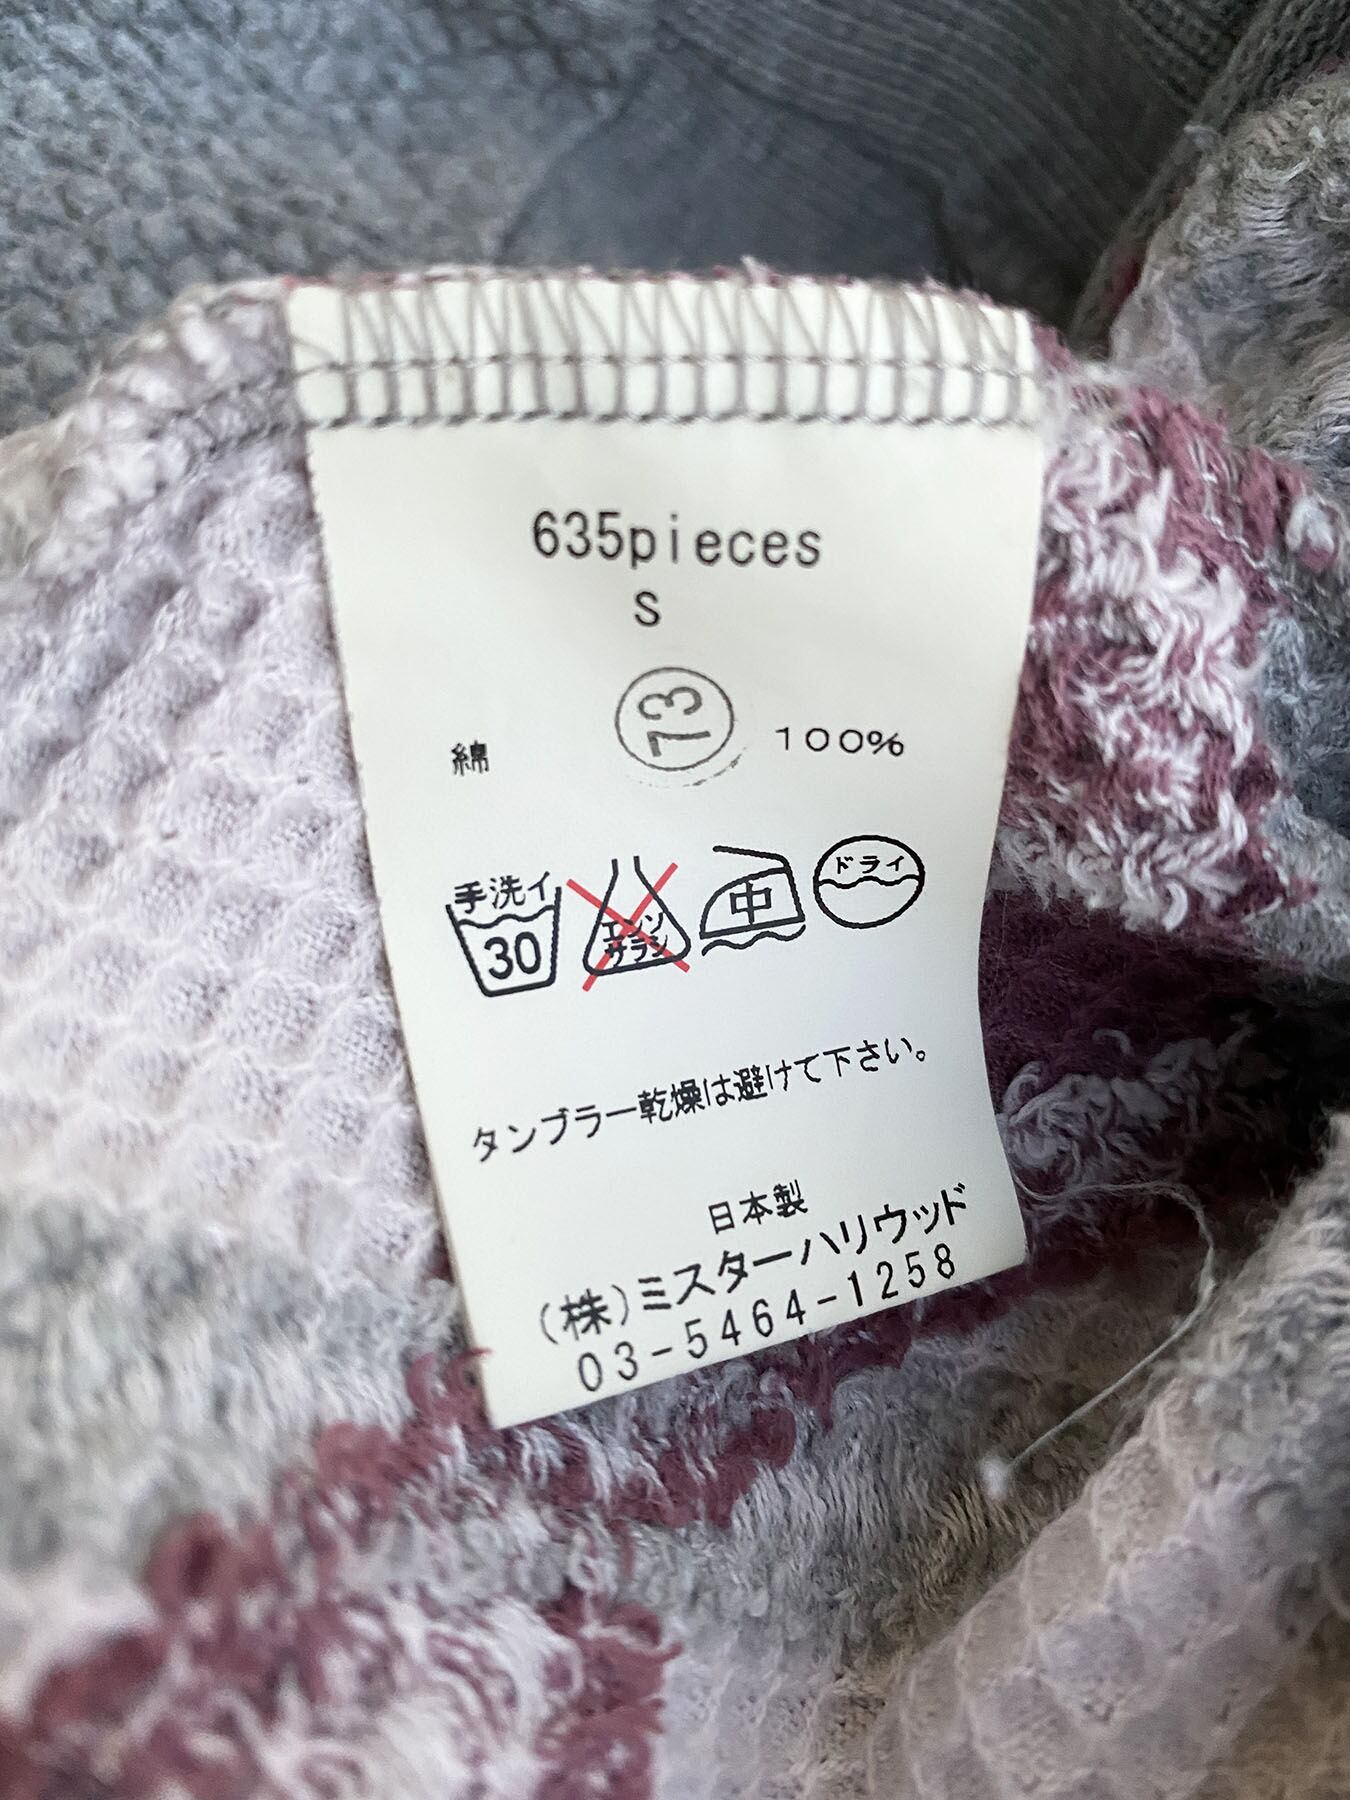 635pieces
S
13
綿 100%
手洗イ
30
エンソ
サラシ
中
ドライ
タンブラー乾燥は避けて下さい。
日本製
(株)ミスターハリウッド
03-5464-1258